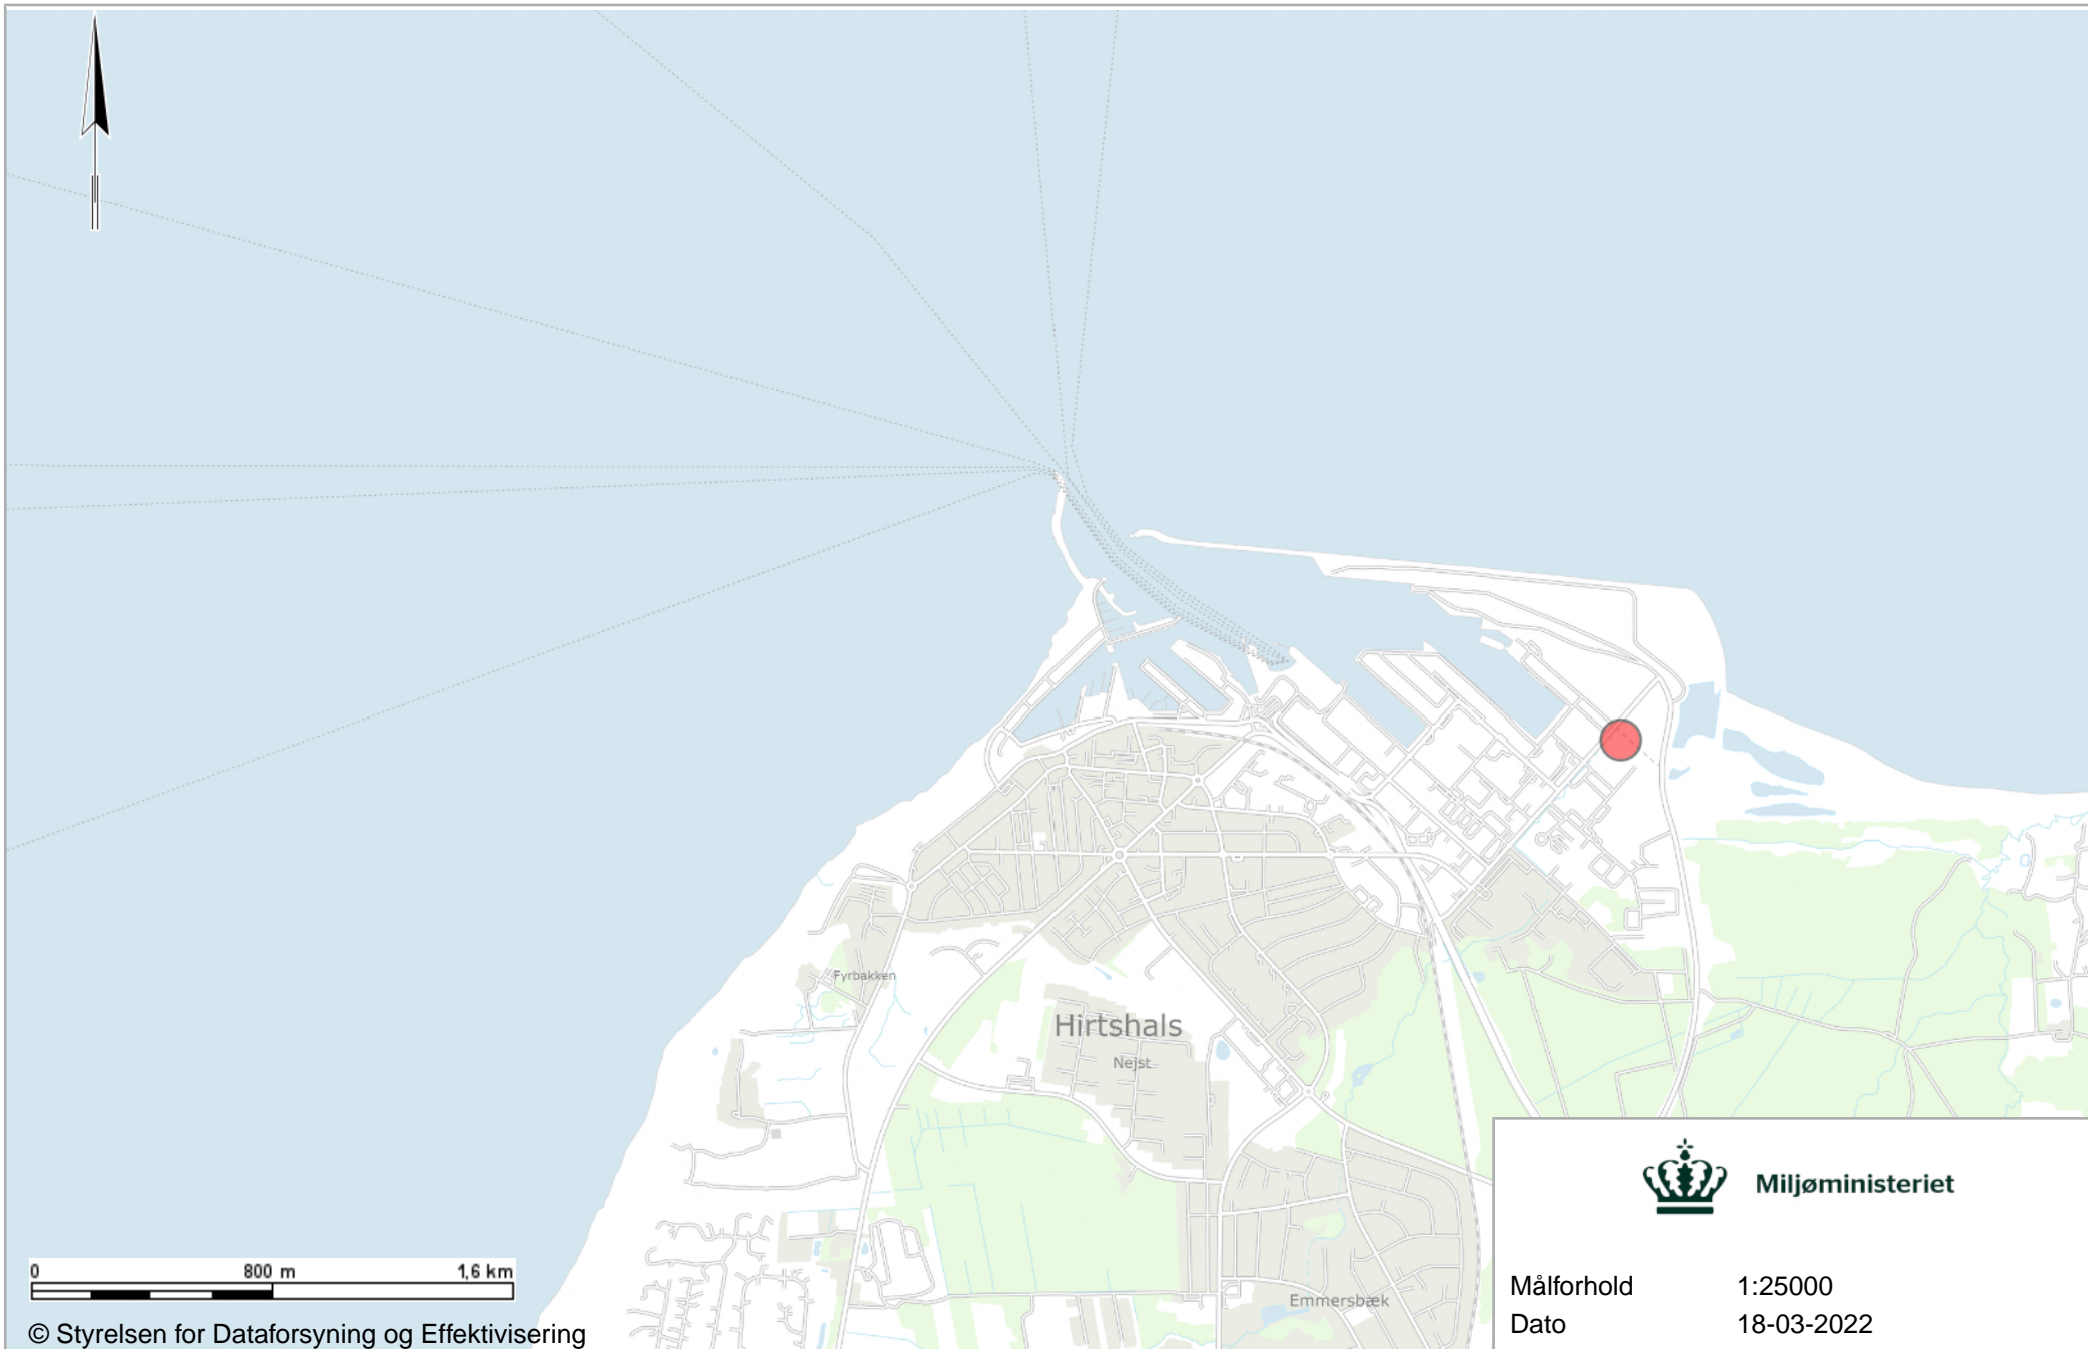 Fyrbakken
Hirtshals
Nejst
Emmersbæk
0 800 m 1,6 km
© Styrelsen for Dataforsyning og Effektivisering
Miljøministeriet
Målforhold 1:25000
Dato 18-03-2022